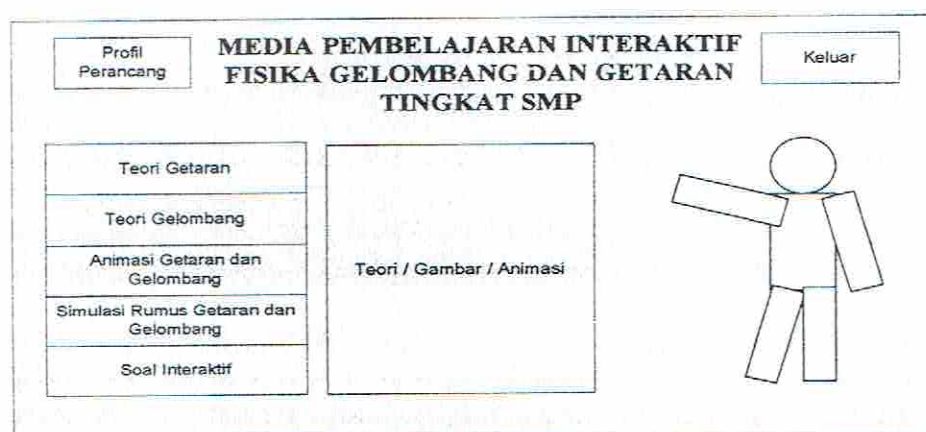 Profil
Perancang
MEDIA PEMBELAJARAN INTERAKTIF
FISIKA GELOMBANG DAN GETARAN
TINGKAT SMP
Keluar
Teori Getaran
Teori Gelombang
Animasi Getaran dan
Gelombang
Simulasi Rumus Getaran dan
Gelombang
Soal Interaktif
Teori / Gambar / Animasi